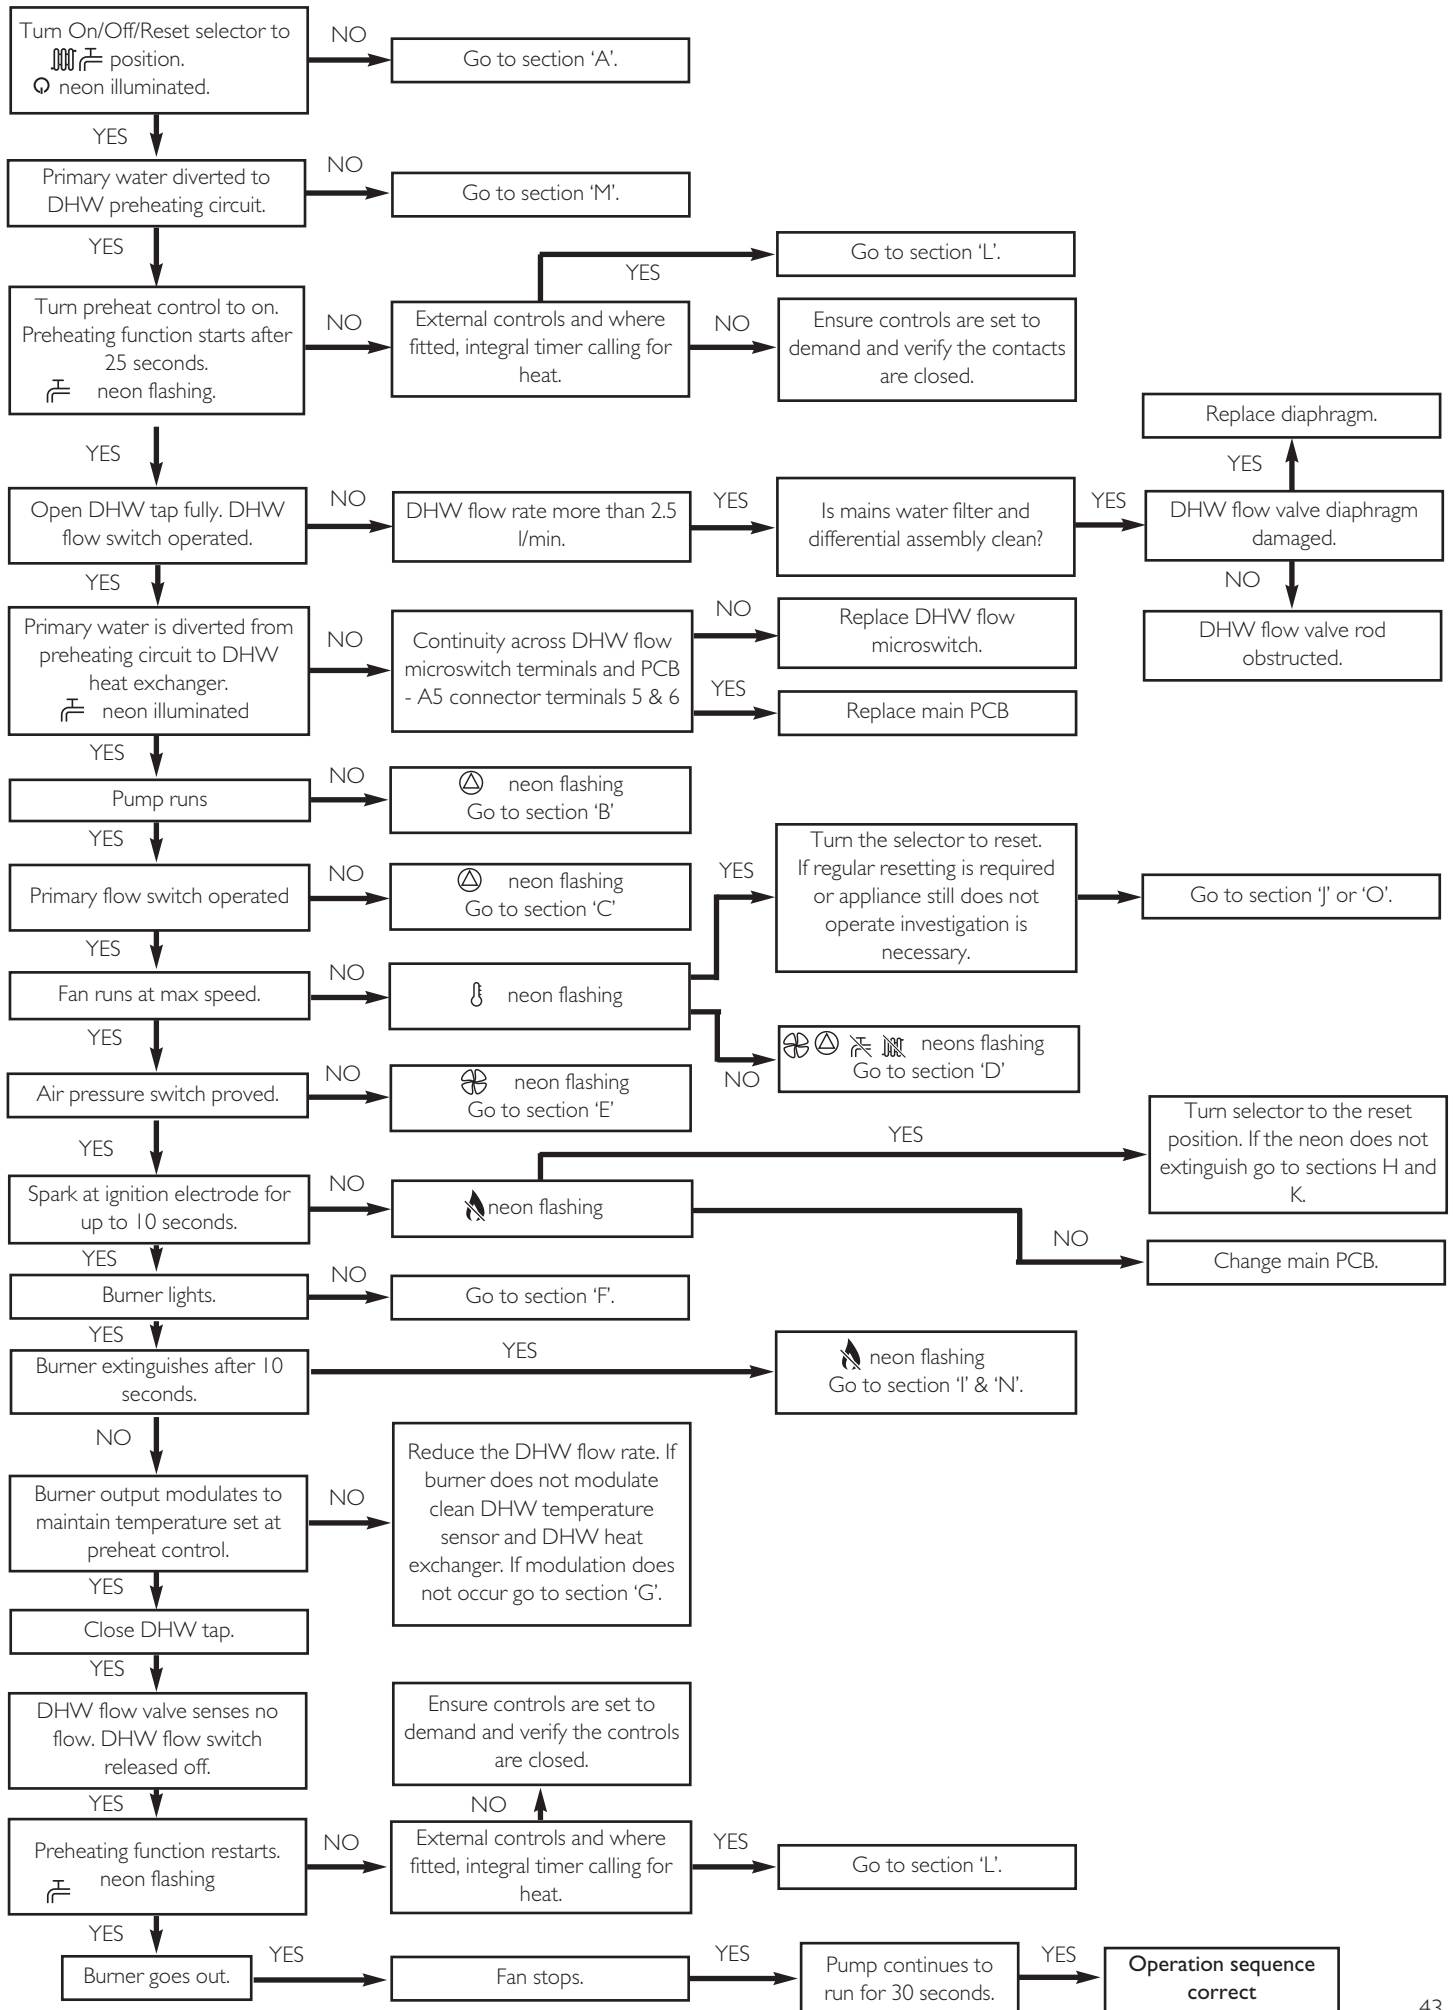 Turn On/Off/Reset selector to
position.
neon illuminated.
NO
Go to section ‘A’.
YES
Primary water diverted to
DHW preheating circuit.
NO
Go to section ‘M’.
YES
Turn preheat control to on.
Preheating function starts after
25 seconds.
neon flashing.
NO
External controls and where
fitted, integral timer calling for
heat.
YES
Go to section ‘L’.
NO
Ensure controls are set to
demand and verify the contacts
are closed.
YES
Open DHW tap fully. DHW
flow switch operated.
NO
DHW flow rate more than 2.5
l/min.
YES
Is mains water filter and
differential assembly clean?
YES
DHW flow valve diaphragm
damaged.
YES
Replace diaphragm.
NO
DHW flow valve rod
obstructed.
YES
Primary water is diverted from
preheating circuit to DHW
heat exchanger.
neon illuminated
NO
Continuity across DHW flow
microswitch terminals and PCB
- A5 connector terminals 5 & 6
NO
Replace DHW flow
microswitch.
YES
Replace main PCB
YES
Pump runs
NO
neon flashing
Go to section ‘B’
YES
Primary flow switch operated
NO
neon flashing
Go to section ‘C’
YES
Fan runs at max speed.
NO
neon flashing
YES
Turn the selector to reset.
If regular resetting is required
or appliance still does not
operate investigation is
necessary.
Go to section ‘J’ or ‘O’.
NO
neons flashing
Go to section ‘D’
YES
Air pressure switch proved.
NO
neon flashing
Go to section ‘E’
YES
Spark at ignition electrode for
up to 10 seconds.
NO
neon flashing
YES
Turn selector to the reset
position. If the neon does not
extinguish go to sections H and
K.
NO
Change main PCB.
YES
Burner lights.
NO
Go to section ‘F’.
YES
Burner extinguishes after 10
seconds.
YES
neon flashing
Go to section ‘I’ & ‘N’.
NO
Burner output modulates to
maintain temperature set at
preheat control.
NO
Reduce the DHW flow rate. If
burner does not modulate
clean DHW temperature
sensor and DHW heat
exchanger. If modulation does
not occur go to section ‘G’.
YES
Close DHW tap.
YES
DHW flow valve senses no
flow. DHW flow switch
released off.
YES
Preheating function restarts.
neon flashing
NO
External controls and where
fitted, integral timer calling for
heat.
NO
Ensure controls are set to
demand and verify the controls
are closed.
YES
Go to section ‘L’.
YES
Burner goes out.
YES
Fan stops.
YES
Pump continues to
run for 30 seconds.
YES
Operation sequence
correct
43